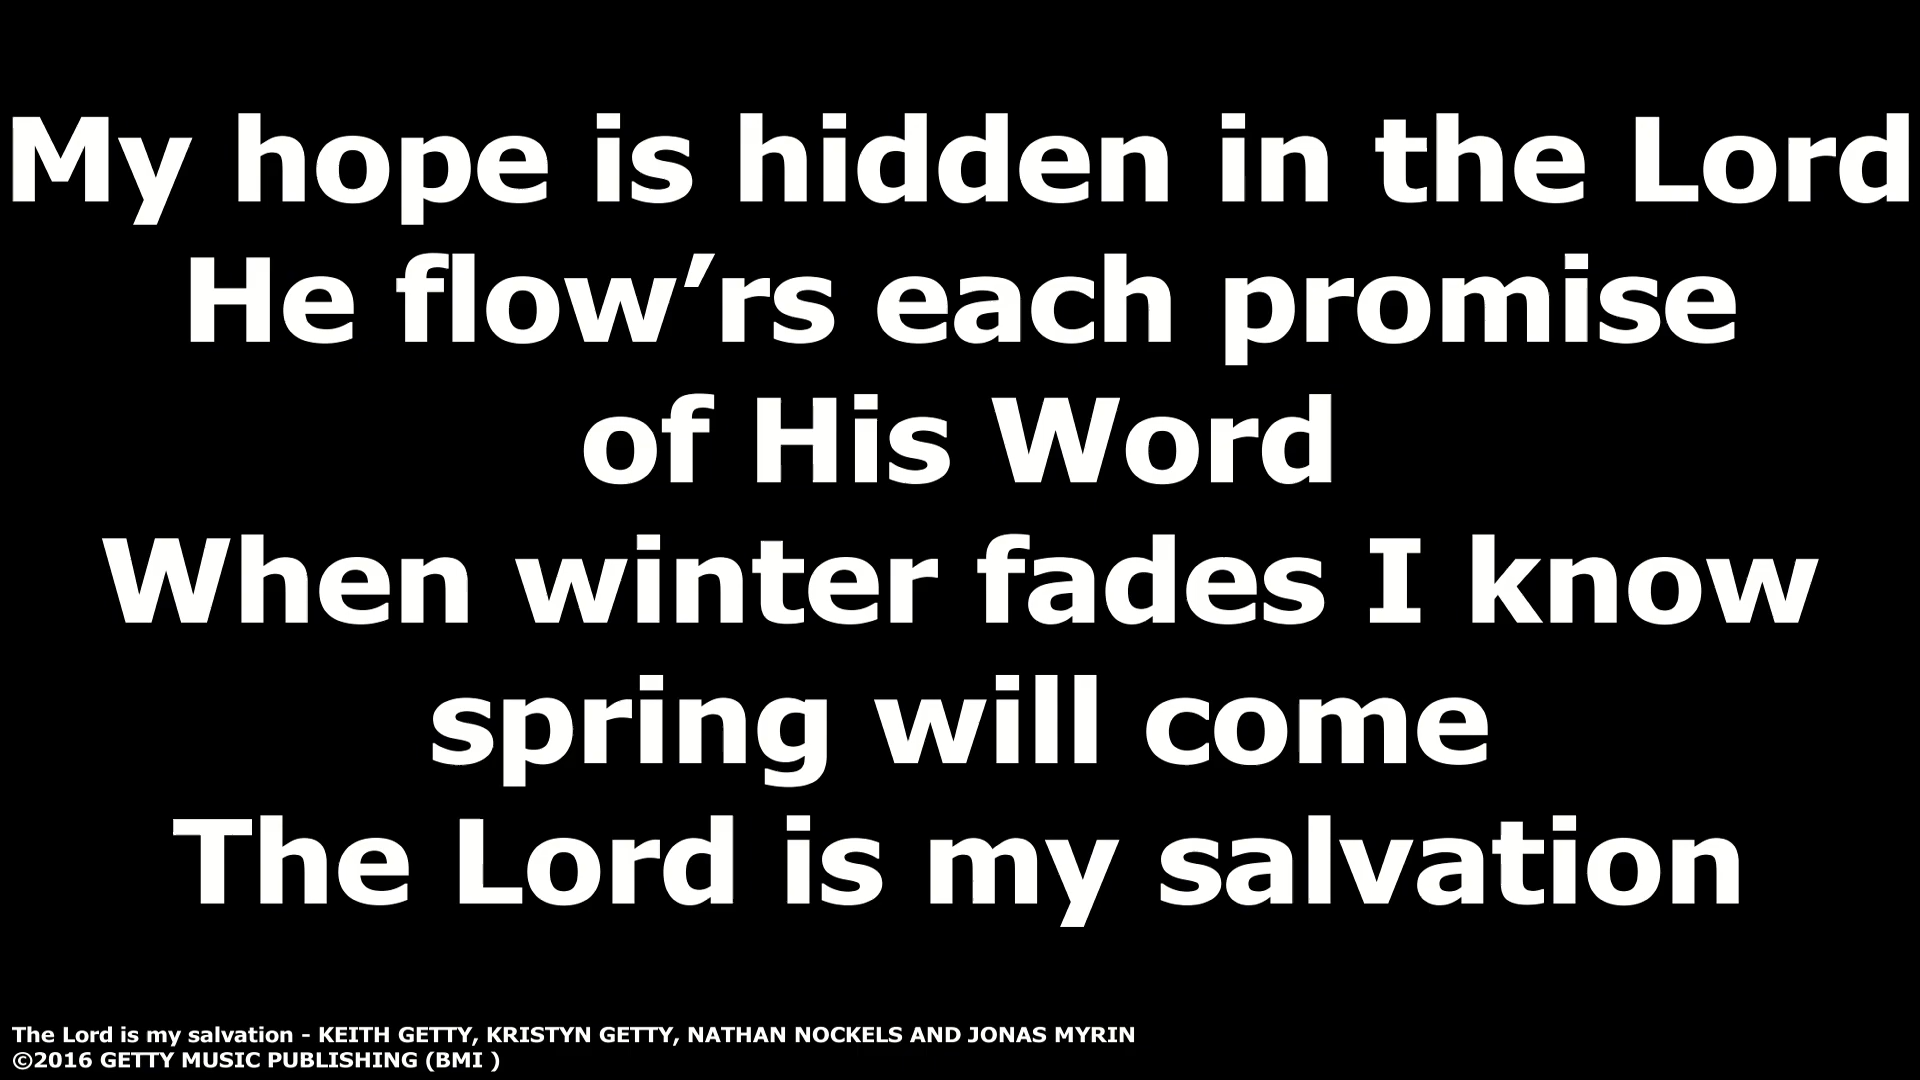 My hope is hidden in the Lord
He flow’rs each promise
of His Word
When winter fades I know
spring will come
The Lord is my salvation
The Lord is my salvation - KEITH GETTY, KRISTYN GETTY, NATHAN NOCKELS AND JONAS MYRIN
©2016 GETTY MUSIC PUBLISHING (BMI )